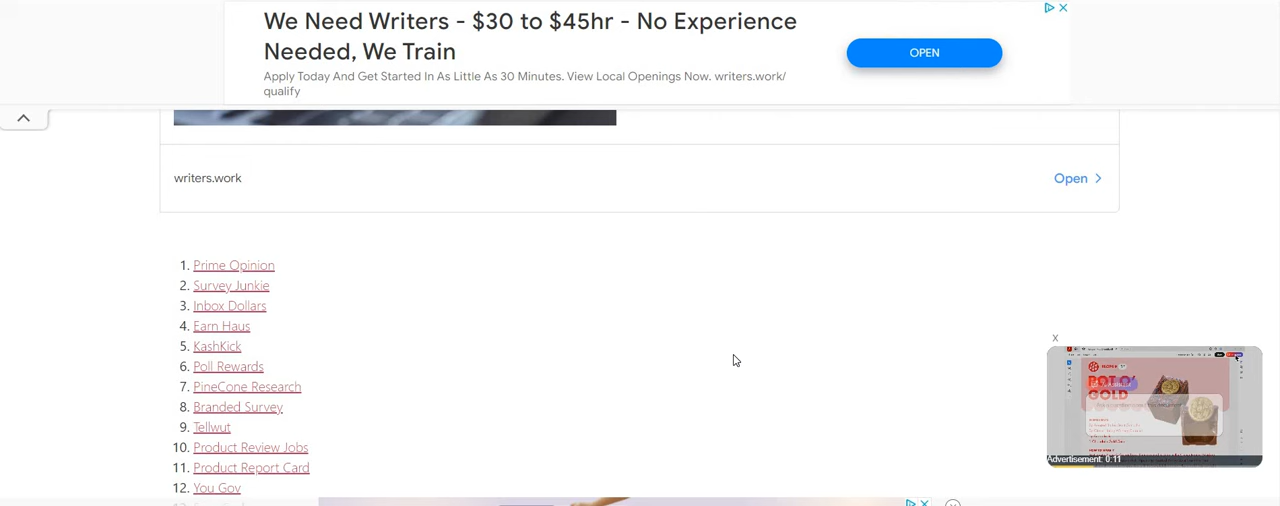 We Need Writers - $30 to $45hr - No Experience
Needed, We Train
OPEN
Apply Today And Get Started In As Little As 30 Minutes. View Local Openings Now. writers.work/
qualify
writers.work
Open
1. Prime Opinion
2. Survey Junkie
3. Inbox Dollars
4. Earn Haus
5. KashKick
6. Poll Rewards
7. PineCone Research
8. Branded Survey
9. Tellwut
10. Product Review Jobs
11. Product Report Card
12. You Gov
X
POT O'
GOLD
Advertisement: 0:11